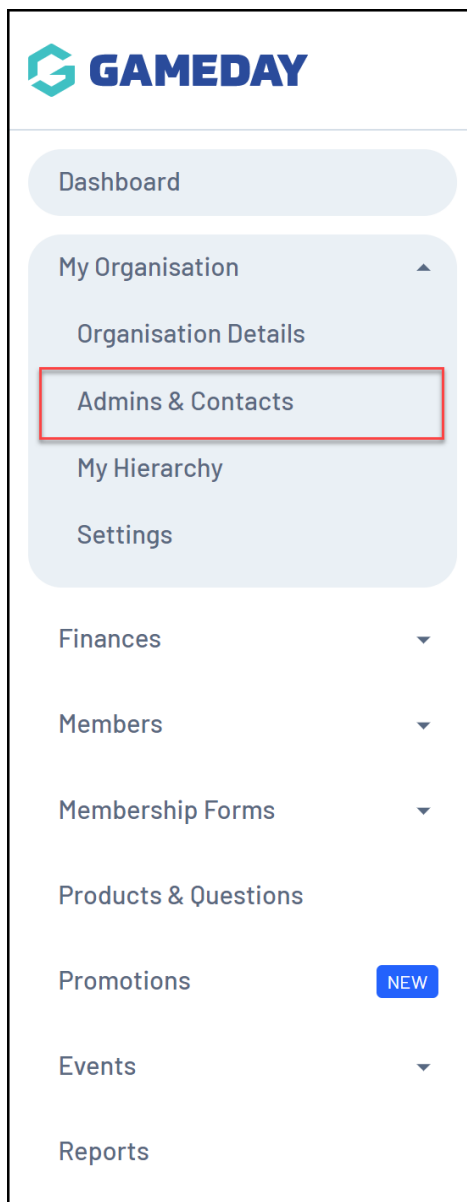 GAMEDAY
Dashboard
My Organisation
Organisation Details
Admins & Contacts
My Hierarchy
Settings
Finances
Members
Membership Forms
Products & Questions
Promotions NEW
Events
Reports